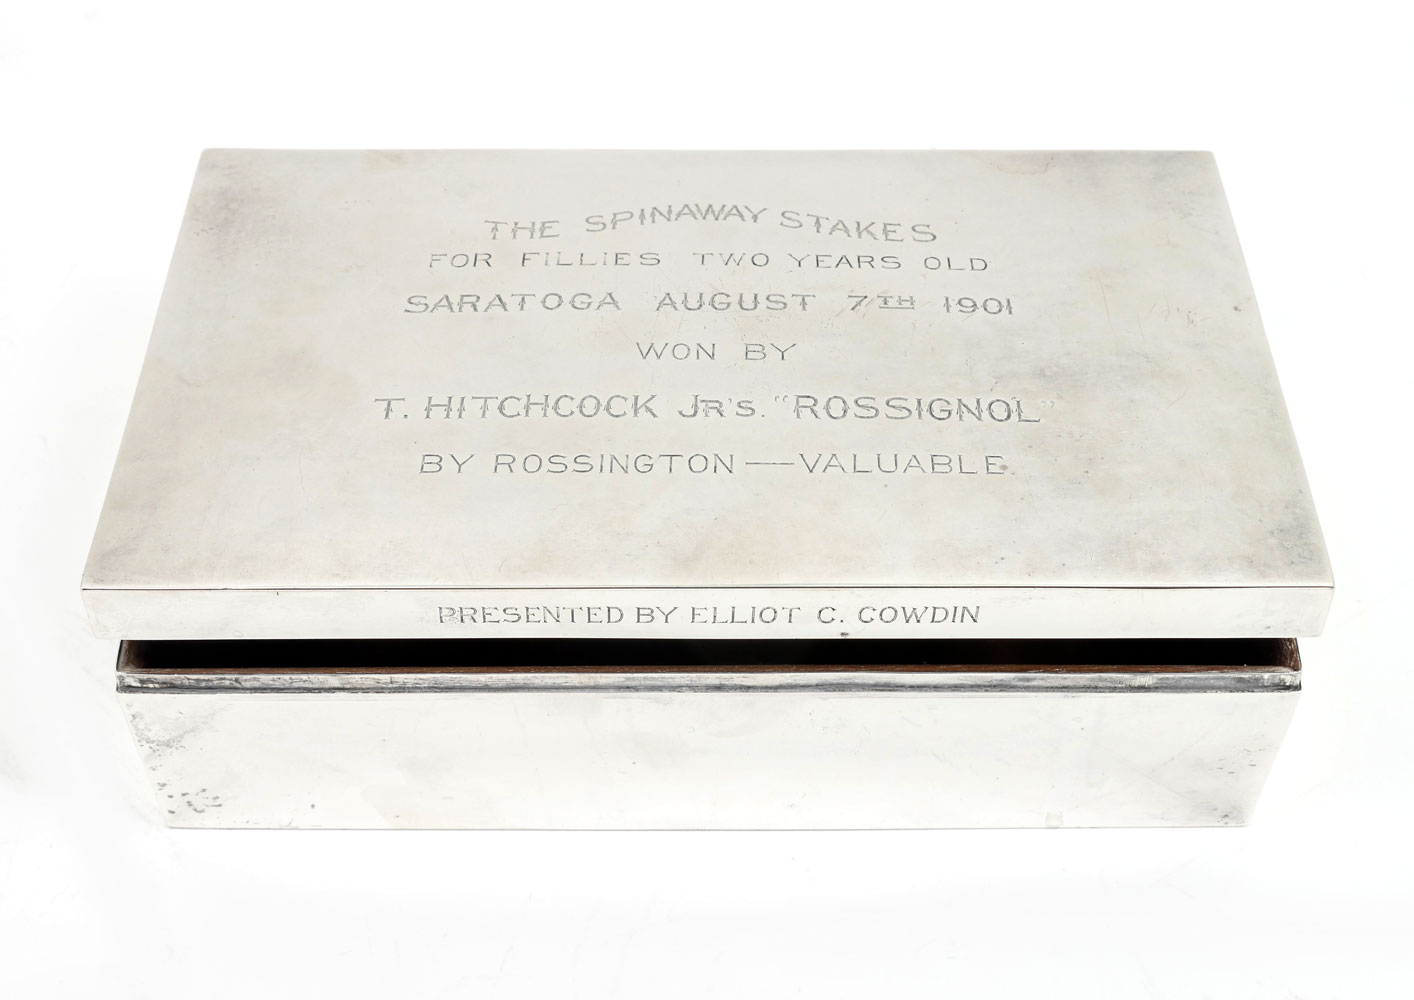 THE SPINAWAY STAKES
FOR FILLIES TWO YEARS OLD
SARATOGA AUGUST 7TH 1901
WON BY
T. HITCHCOCK JR'S. "ROSSIGNOL"
BY ROSSINGTON—VALUABLE.
PRESENTED BY ELLIOT C. COWDIN